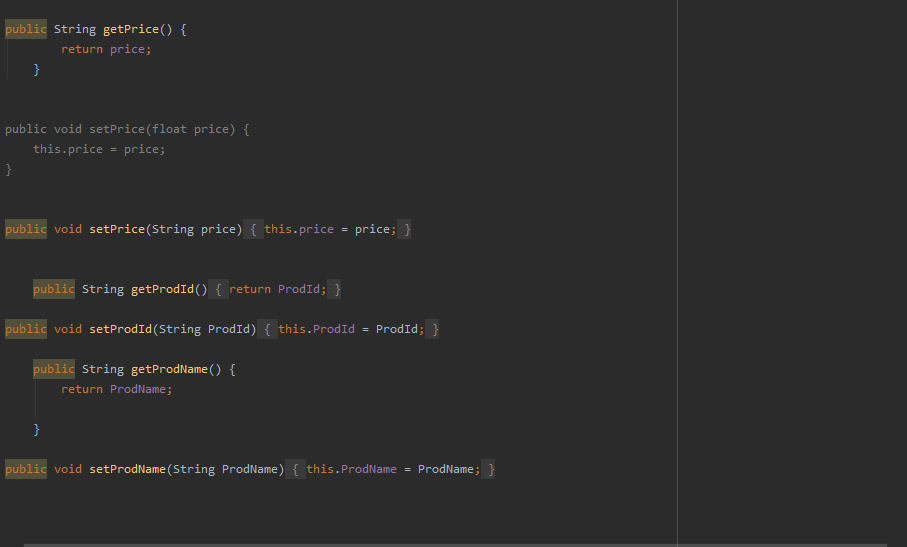 public String getPrice() {
return price;
}
public void setPrice(float price) {
this.price = price;
}
public void setPrice(String price) { this.price = price; }
public String getProdId() { return ProdId; }
public void setProdId(String ProdId) { this.ProdId = ProdId; }
public String getProdName() {
return ProdName;
}
public void setProdName(String ProdName) { this.ProdName = ProdName; }